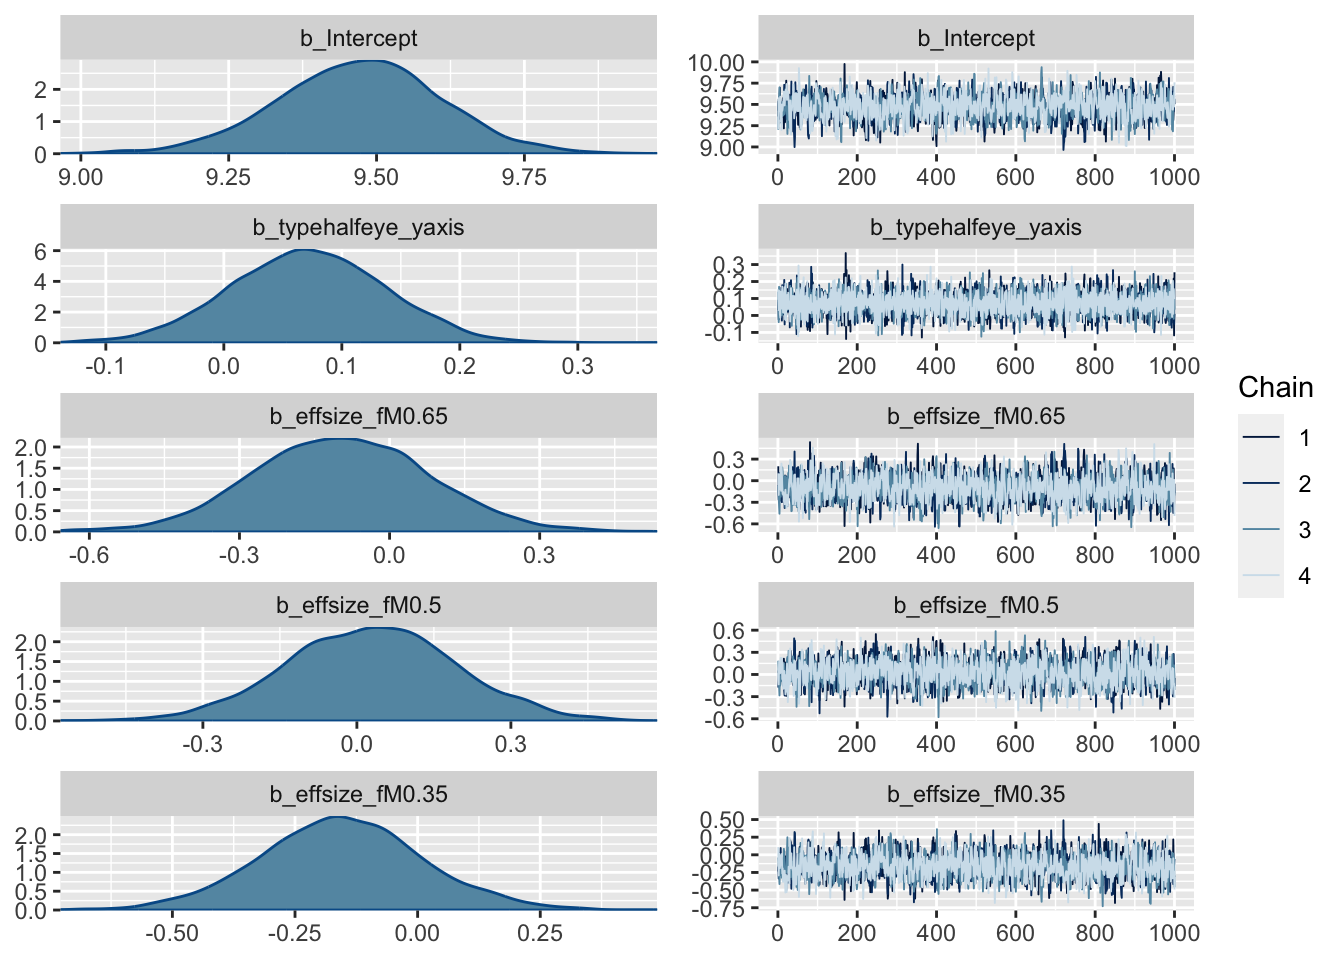 b_Intercept
2
1
0
9.00 9.25 9.50 9.75
b_Intercept
10.00
9.75
9.50
9.25
9.00
0 200 400 600 800 1000
b_typehalfeye_yaxis
6
4
2
0
-0.1 0.0 0.1 0.2 0.3
b_typehalfeye_yaxis
0.3
0.2
0.1
0.0
-0.1
0 200 400 600 800 1000
b_effsize_fM0.65
2.0
1.5
1.0
0.5
0.0
-0.6 -0.3 0.0 0.3
b_effsize_fM0.65
0.3
0.0
-0.3
-0.6
0 200 400 600 800 1000
b_effsize_fM0.5
2.0
1.5
1.0
0.5
0.0
-0.3 0.0 0.3
b_effsize_fM0.5
0.6
0.3
0.0
-0.3
-0.6
0 200 400 600 800 1000
b_effsize_fM0.35
2.0
1.5
1.0
0.5
0.0
-0.50 -0.25 0.00 0.25
b_effsize_fM0.35
0.50
0.25
0.00
-0.25
-0.50
-0.75
0 200 400 600 800 1000
Chain
1
2
3
4